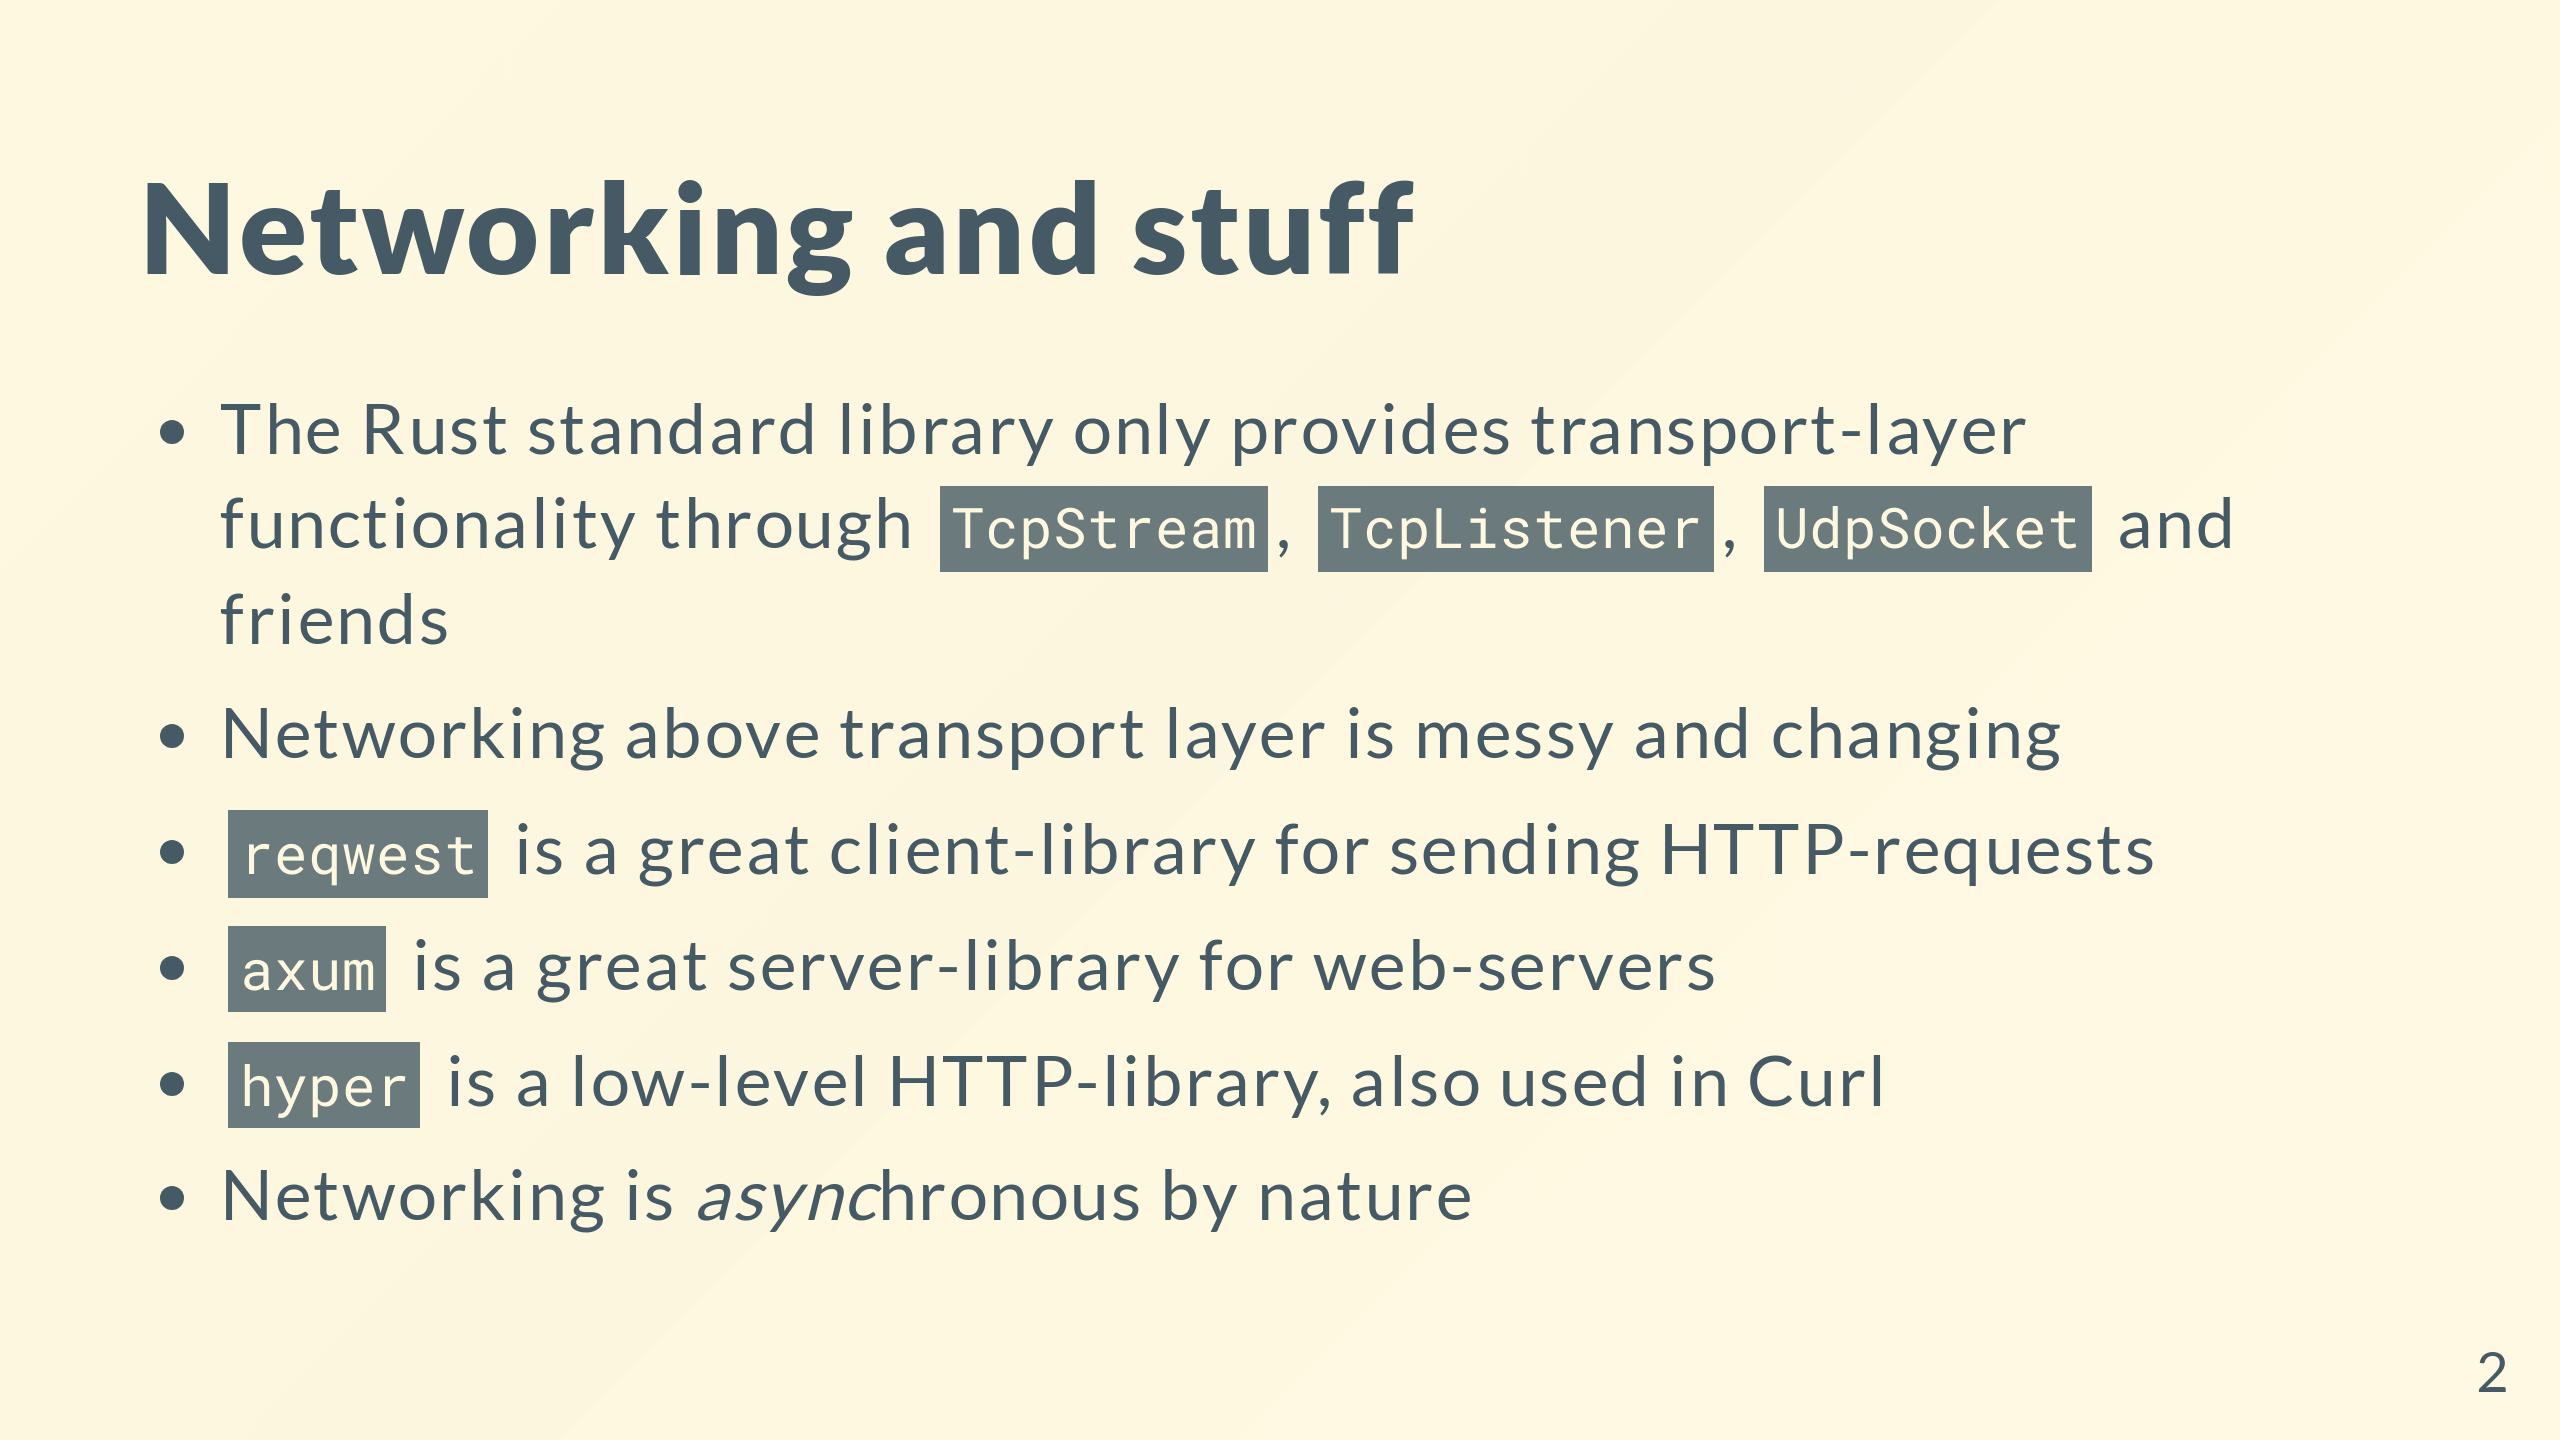 Networking and stuff
• The Rust standard library only provides transport-layer
functionality through TcpStream, TcpListener, UdpSocket and
friends
• Networking above transport layer is messy and changing
• reqwest is a great client-library for sending HTTP-requests
• axum is a great server-library for web-servers
• hyper is a low-level HTTP-library, also used in Curl
• Networking is asynchronous by nature
2